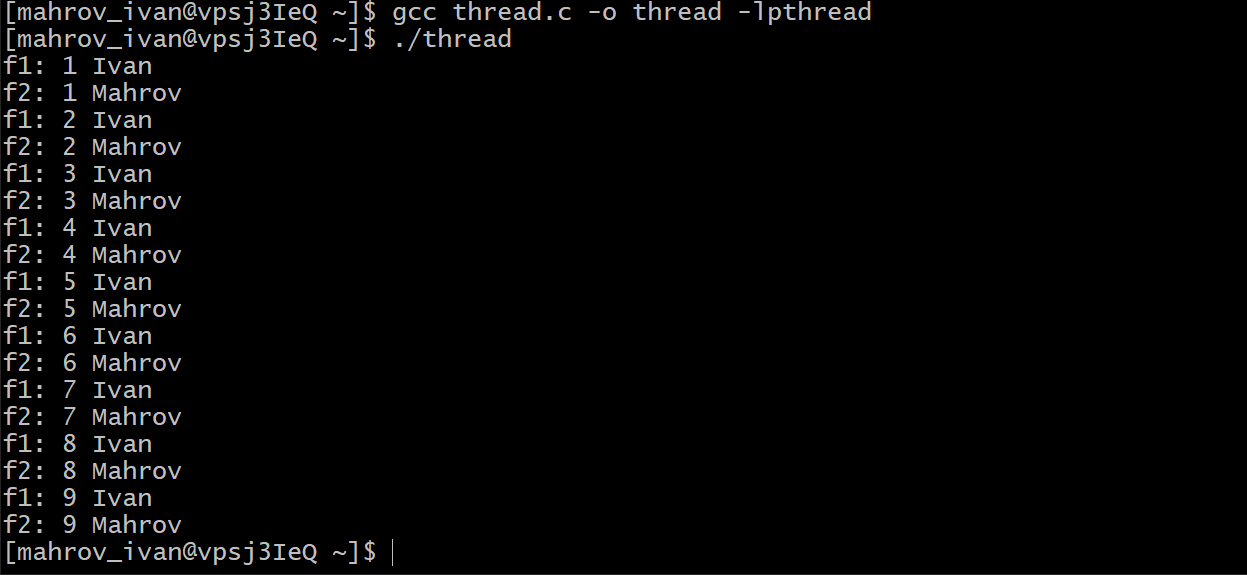 [mahrov_ivan@vpsj3IeQ ~]$ gcc thread.c -o thread -lpthread
[mahrov_ivan@vpsj3IeQ ~]$ ./thread
f1: 1 Ivan
f2: 1 Mahrov
f1: 2 Ivan
f2: 2 Mahrov
f1: 3 Ivan
f2: 3 Mahrov
f1: 4 Ivan
f2: 4 Mahrov
f1: 5 Ivan
f2: 5 Mahrov
f1: 6 Ivan
f2: 6 Mahrov
f1: 7 Ivan
f2: 7 Mahrov
f1: 8 Ivan
f2: 8 Mahrov
f1: 9 Ivan
f2: 9 Mahrov
[mahrov_ivan@vpsj3IeQ ~]$